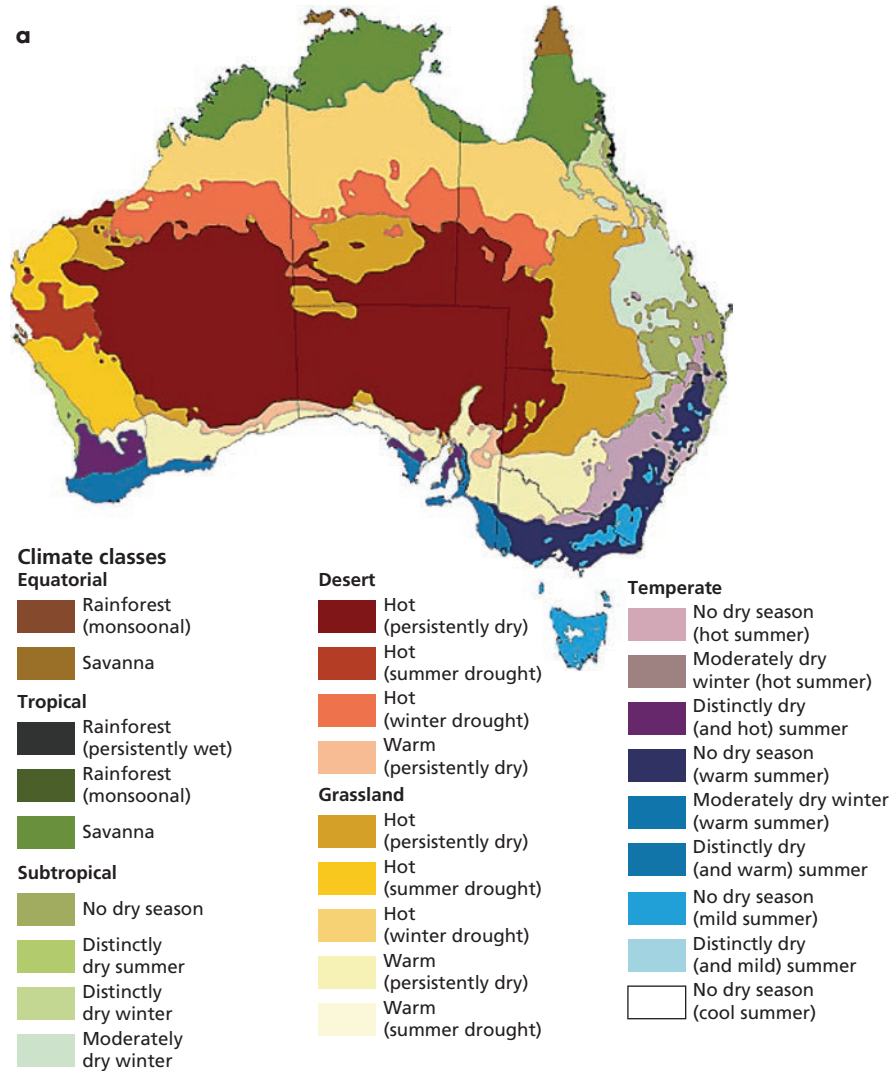 a
Climate classes
Equatorial
Rainforest
(monsoonal)
Savanna
Tropical
Rainforest
(persistently wet)
Rainforest
(monsoonal)
Savanna
Subtropical
No dry season
Distinctly
dry summer
Distinctly
dry winter
Moderately
dry winter
Desert
Hot
(persistently dry)
Hot
(summer drought)
Hot
(winter drought)
Warm
(persistently dry)
Grassland
Hot
(persistently dry)
Hot
(summer drought)
Hot
(winter drought)
Warm
(persistently dry)
Warm
(summer drought)
Temperate
No dry season
(hot summer)
Moderately dry
winter (hot summer)
Distinctly dry
(and hot) summer
No dry season
(warm summer)
Moderately dry winter
(warm summer)
Distinctly dry
(and warm) summer
No dry season
(mild summer)
Distinctly dry
(and mild) summer
No dry season
(cool summer)